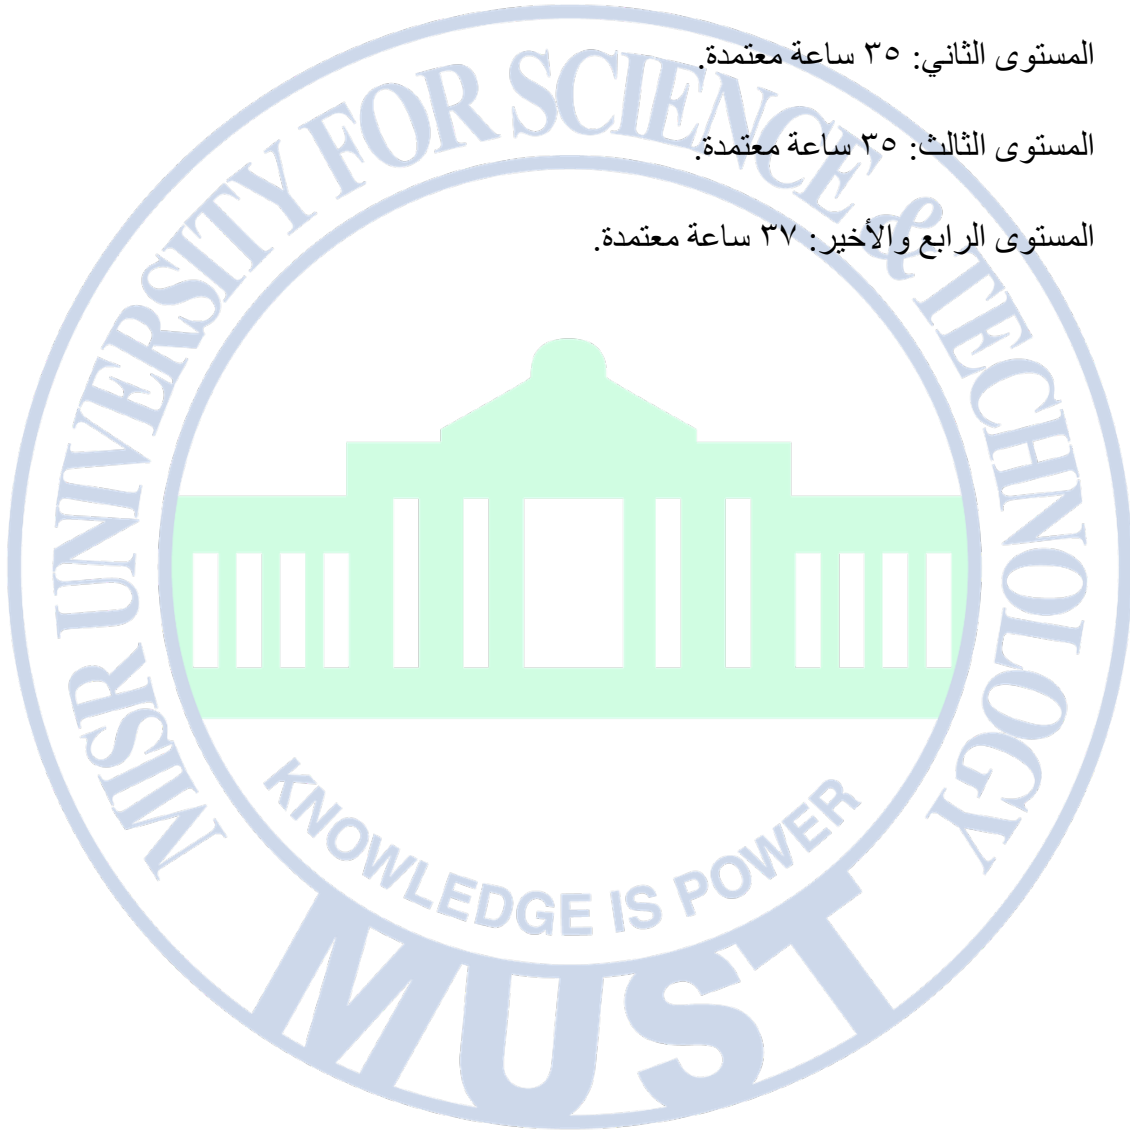 المستوى الثاني: ٣٥ ساعة معتمدة.
المستوى الثالث: ٣٥ ساعة معتمدة.
المستوى الرابع والأخير: ٣٧ ساعة معتمدة.
MISR UNIVERSITY FOR SCIENCE & TECHNOLOGY
KNOWLEDGE IS POWER
MUST